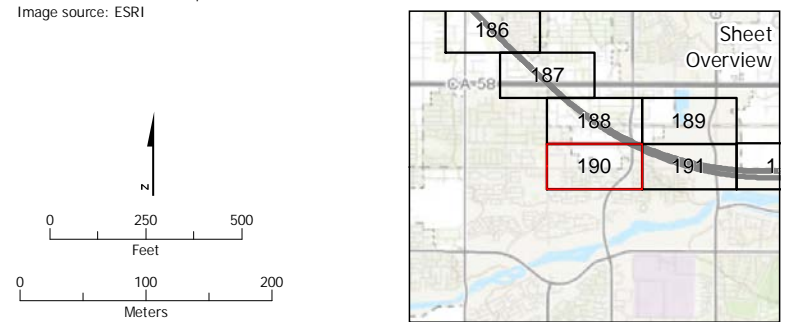 Image source: ESRI
N
0 250 500
Feet
0 100 200
Meters
Sheet
Overview
186
187
CA-58
188 189
190 191 1